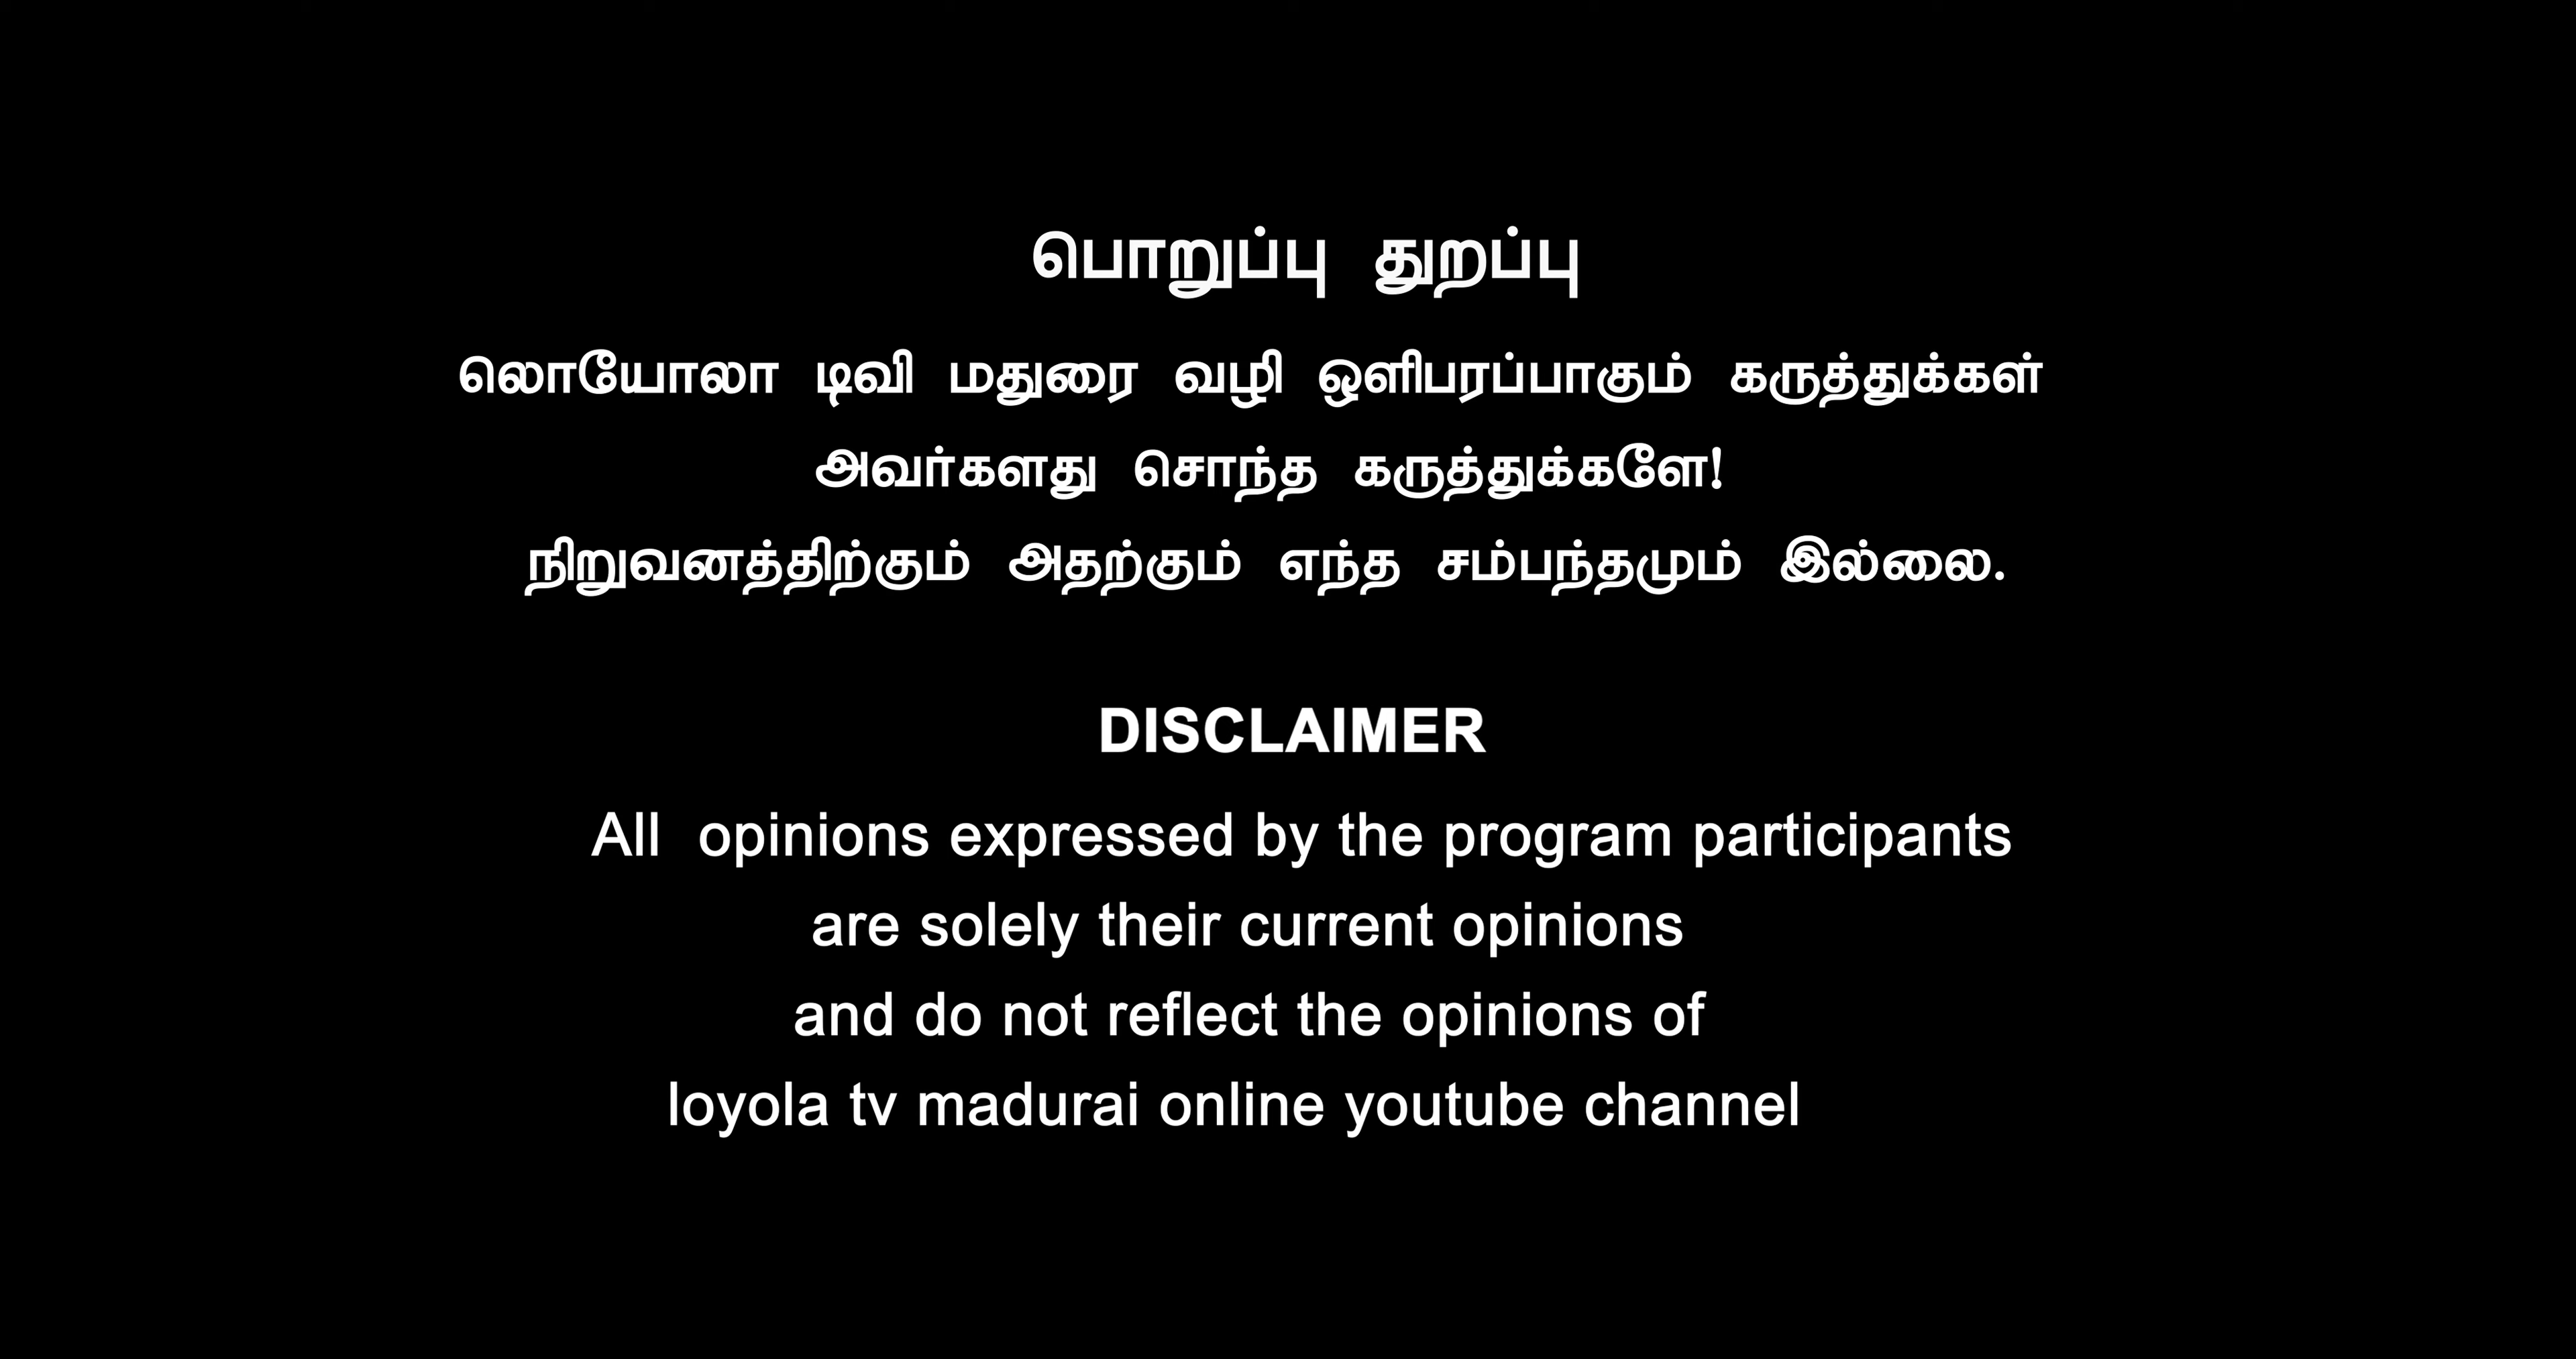 பொறுப்பு துறப்பு
லொயோலா டிவி மதுரை வழி ஒளிபரப்பாகும் கருத்துக்கள்
அவர்களது சொந்த கருத்துக்களே!
நிறுவனத்திற்கும் அதற்கும் எந்த சம்பந்தமும் இல்லை.
DISCLAIMER
All opinions expressed by the program participants
are solely their current opinions
and do not reflect the opinions of
loyola tv madurai online youtube channel